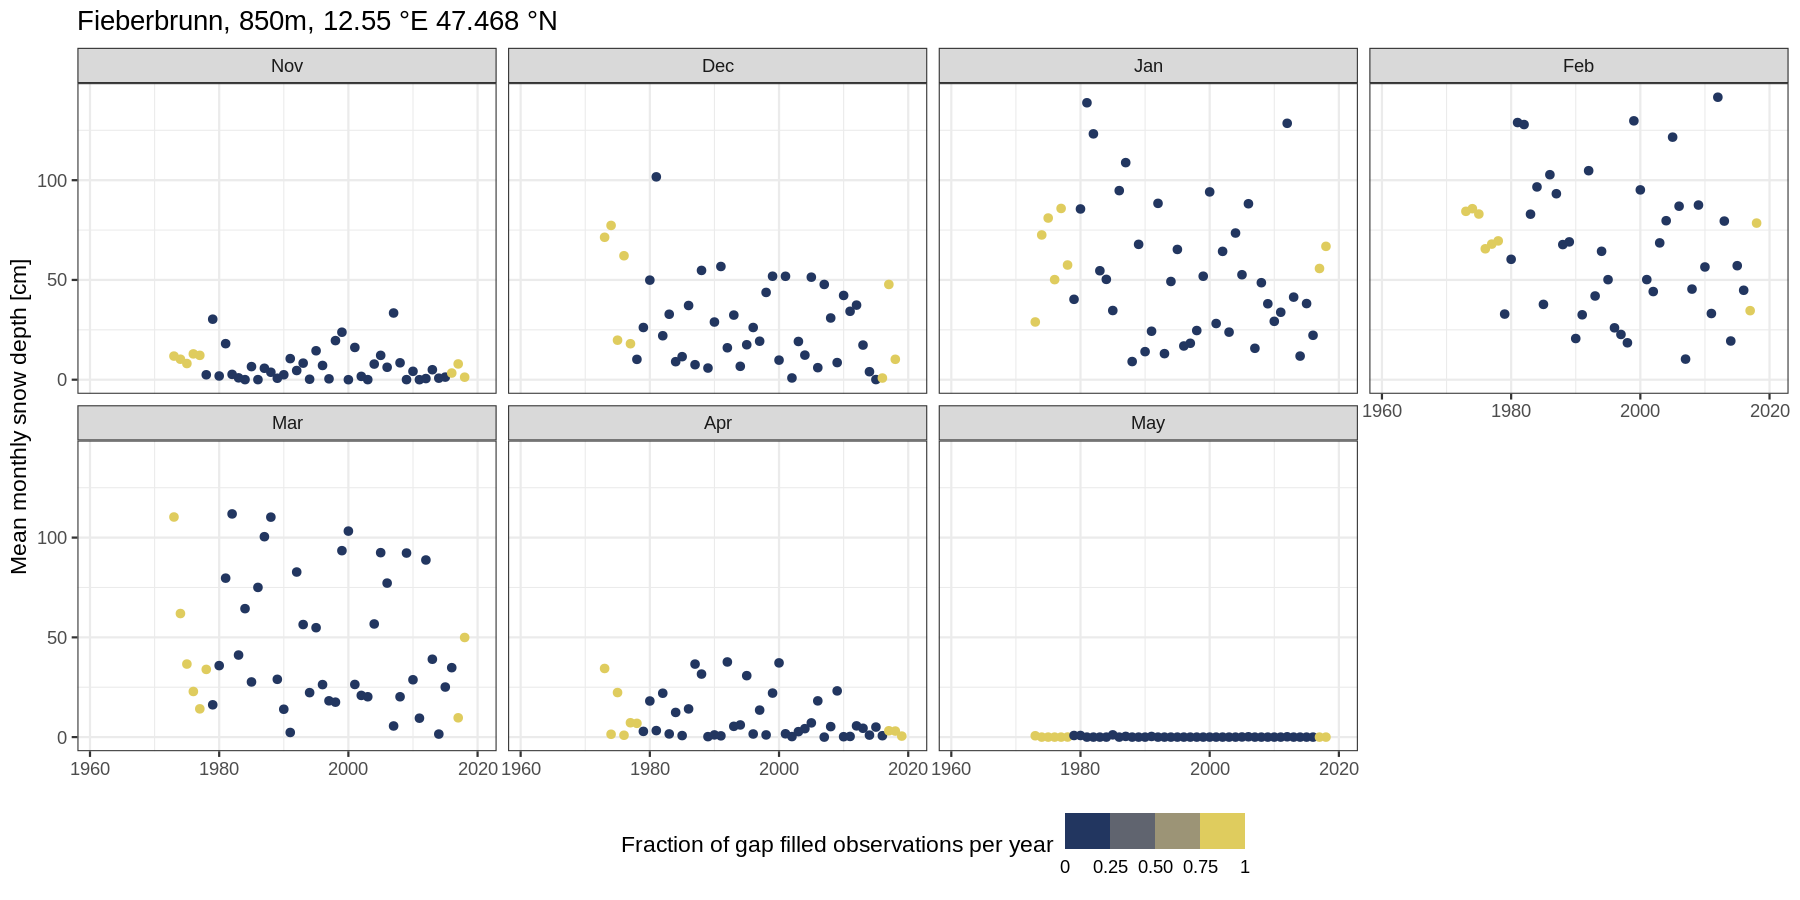 Fieberbrunn, 850m, 12.55 °E 47.468 °N
Nov
Dec
Jan
Feb
100
50
0
1960 1980 2000 2020
Mar
Apr
May
100
50
0
1960 1980 2000 2020 1960 1980 2000 2020 1960 1980 2000 2020
Mean monthly snow depth [cm]
Fraction of gap filled observations per year
0 0.25 0.50 0.75 1